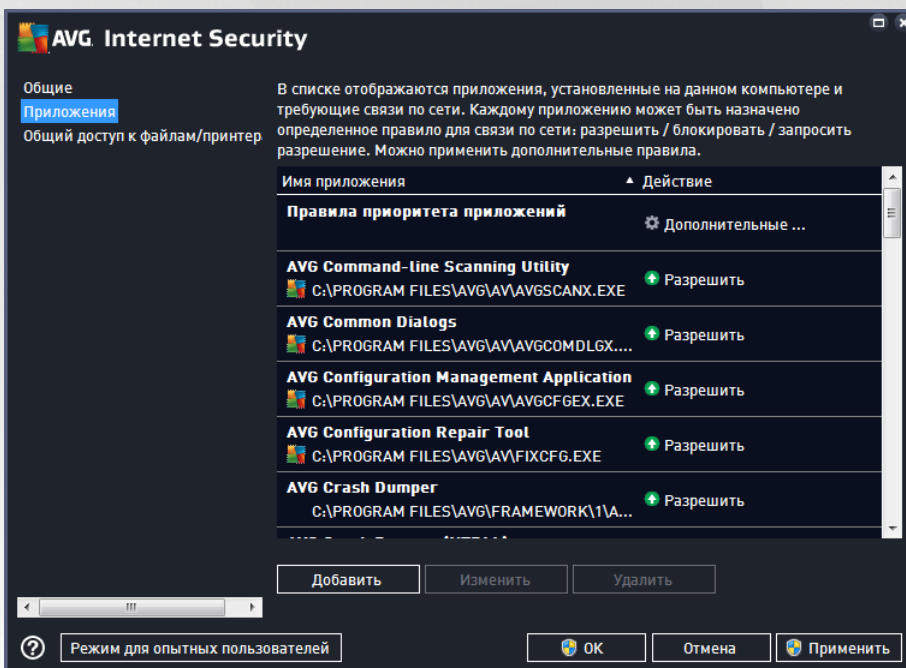 AVG Internet Security
Общие
Приложения
Общий доступ к файлам/принтер
В списке отображаются приложения, установленные на данном компьютере и
требующие связи по сети. Каждому приложению может быть назначено
определенное правило для связи по сети: разрешить / блокировать / запросить
разрешение. Можно применить дополнительные правила.
Имя приложения Действие
Правила приоритета приложений
Дополнительные ...
AVG Command-line Scanning Utility
C:\PROGRAM FILES\AVG\AV\AVGSCANX.EXE
Разрешить
AVG Common Dialogs
C:\PROGRAM FILES\AVG\AV\AVGCOMDLGX....
Разрешить
AVG Configuration Management Application
C:\PROGRAM FILES\AVG\AV\AVGCFGEX.EXE
Разрешить
AVG Configuration Repair Tool
C:\PROGRAM FILES\AVG\AV\FIXCFG.EXE
Разрешить
AVG Crash Dumper
C:\PROGRAM FILES\AVG\FRAMEWORK\1\A...
Разрешить
Добавить Изменить Удалить
Режим для опытных пользователей
ОК Отмена Применить